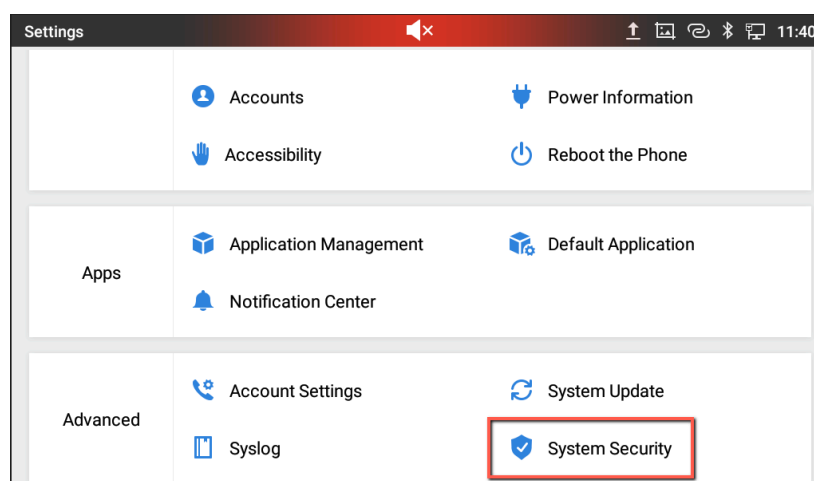 Settings 11:40
Accounts Power Information
Accessibility Reboot the Phone
Apps
Application Management Default Application
Notification Center
Advanced
Account Settings System Update
Syslog System Security